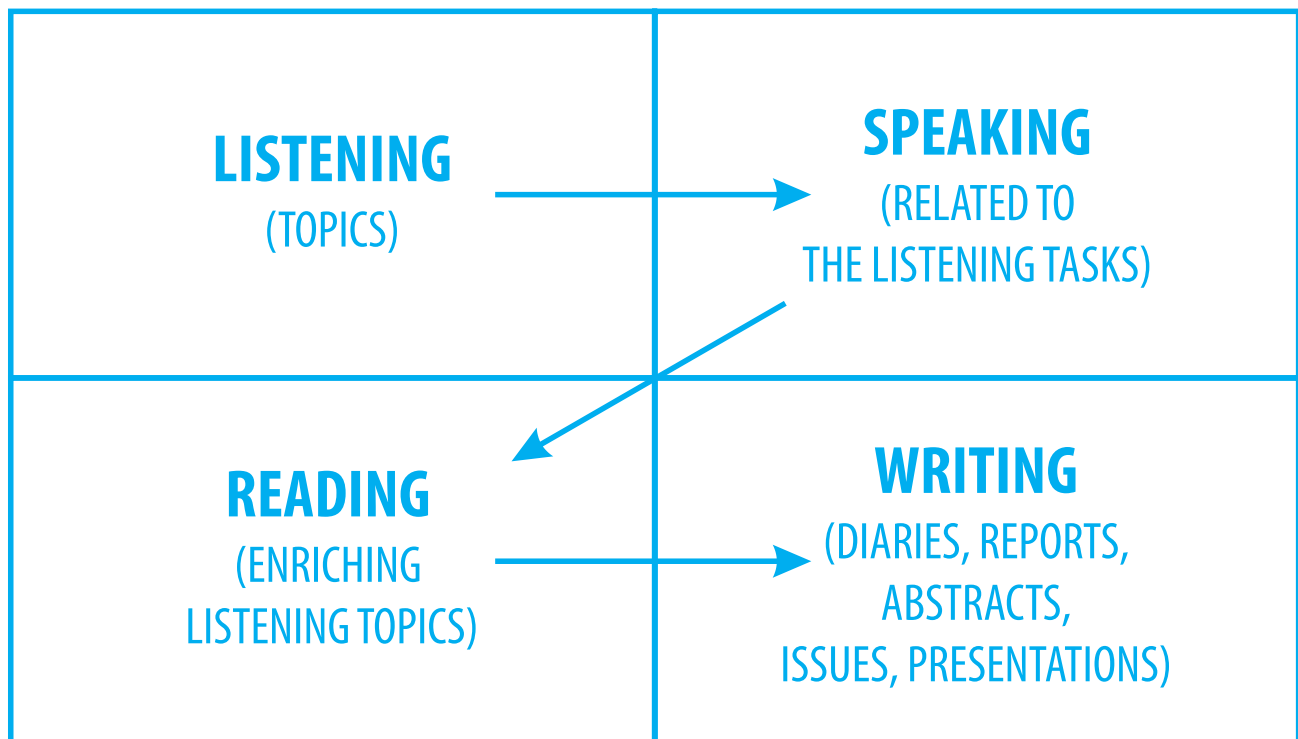 LISTENING
(TOPICS)
SPEAKING
(RELATED TO
THE LISTENING TASKS)
READING
(ENRICHING
LISTENING TOPICS)
WRITING
(DIARIES, REPORTS,
ABSTRACTS,
ISSUES, PRESENTATIONS)